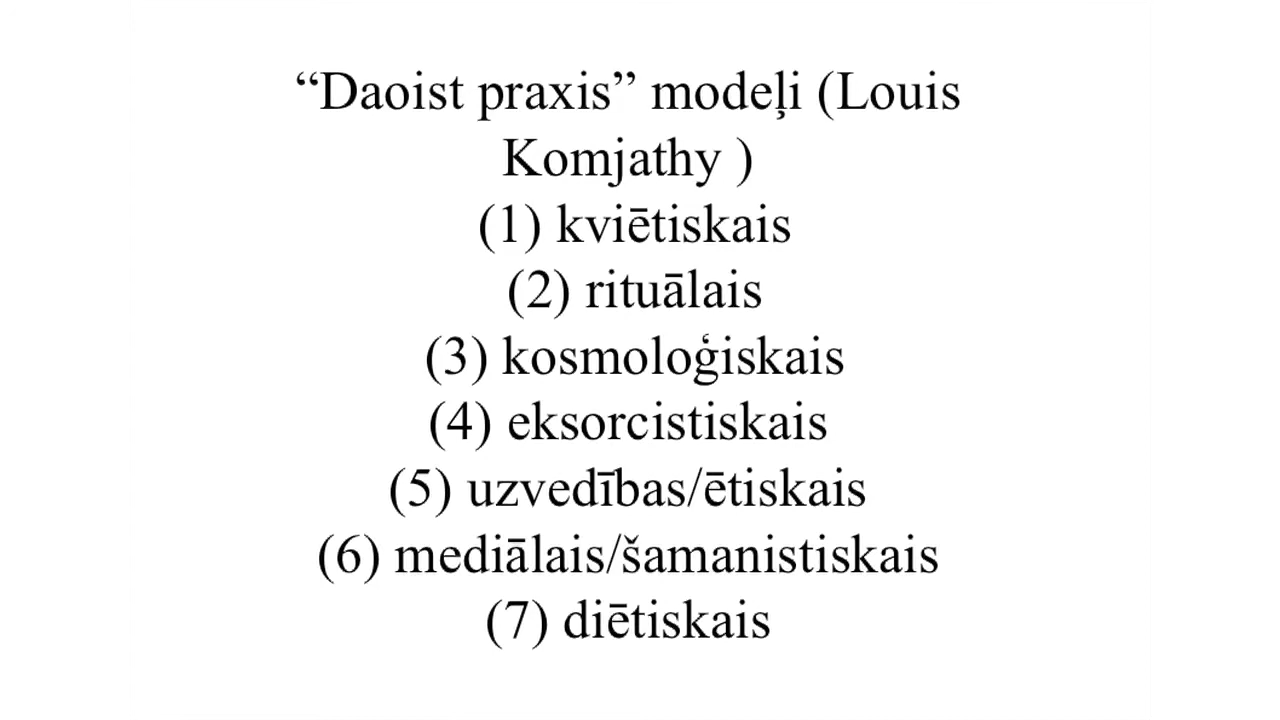 “Daoist praxis” modeļi (Louis
Komjathy )
(1) kviētiskais
(2) rituālais
(3) kosmoloģiskais
(4) eksorcistiskais
(5) uzvedības/ētiskais
(6) mediālais/šamanistiskais
(7) diētiskais